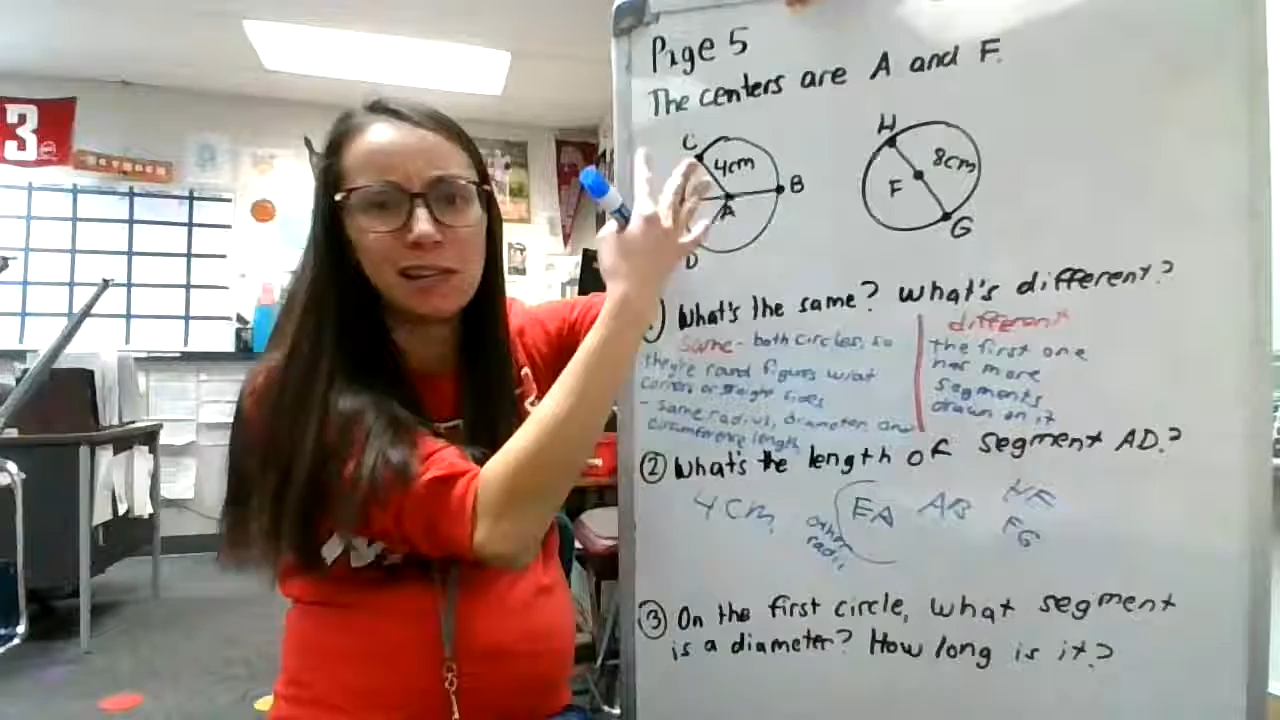 3
Page 5
The centers are A and F.
C
4cm
B
A
D
H
8cm
F
G
What's the same? What's different?
Same - both circles, so
they're round figures w/out
corners or straight sides
- same radius, diameter and
circumference length
different
the first one
has more
segments
drawn on it
② What's the length of segment AD?
4cm
other
radii
EA AB HF
FG
③ On the first circle, what segment
is a diameter? How long is it?